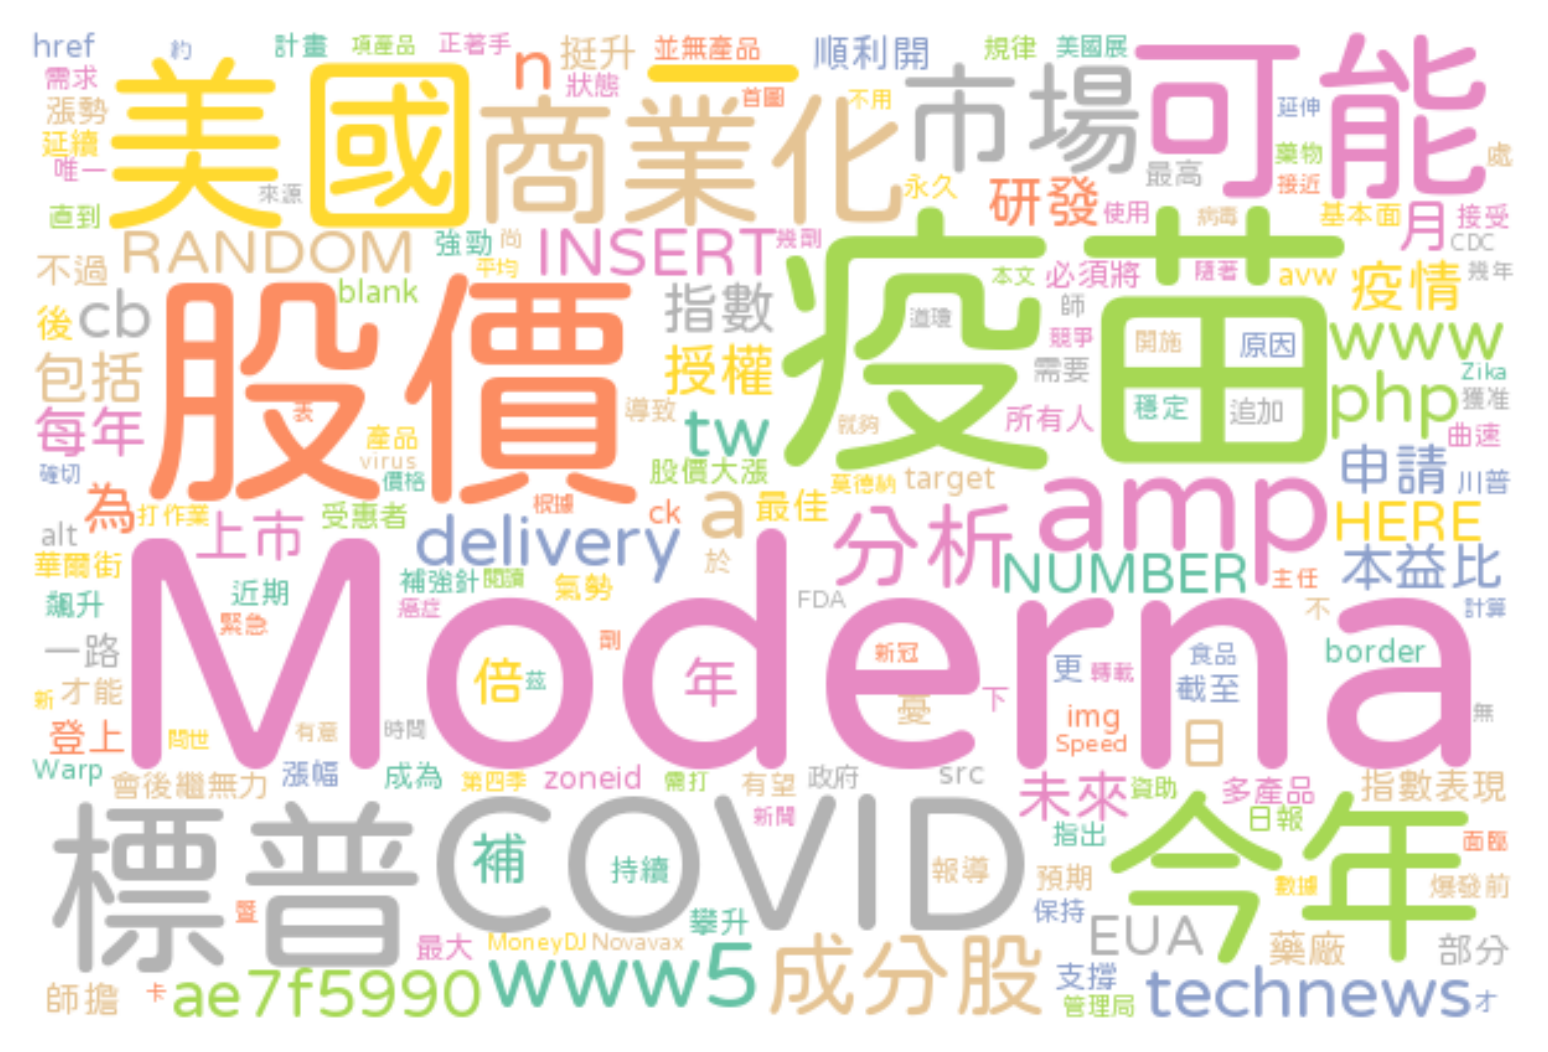 href
約
計畫
項產品
正著手
n
挺升
並無產品
順利開
規律
美國展
可能
需求
美國
一
狀態
商業化
首圖
不用
市場
延伸
張勢
延續
唯一
來源
藥物
接近
處
最高
永久
研發
使用
病毒
基本面
月
接受
直到
RANDOM
強勁
尚
INSERT
幾劑
CDC
不過
平均
疫苗
本文
必須將
隨著
avw
疫情
幾年
blank
後
cb
股價
指數
道瓊
師
競爭
開施
原因
www
包括
授權
需要
Zika
php
獲准
每年
表
導致
tw
就夠
所有人
穩定
追加
曲速
產品
virus
價格
確切
股價大漲
莫德納
target
申請
川普
為
打作業
根據
ck
a
最佳
amp
HERE
alt
上市
受惠者
delivery
分析
華爾街
於
NUMBER
主任
本益比
補強針
閱讀
氣勢
飆升
近期
癌症
FDA
不
計算
緊急
Moderna
一路
劑
新冠
更
轉載
食品
border
倍
茲
年
截至
新
才能
憂
下
img
日
無
登上
問世
有意
時間
Speed
Warp
會後繼無力
漲幅
成為
第四季
zoneid
需打
有望
政府
src
未來
資助
多產品
指數表現
標普
COVID
新聞
今年
日報
指出
面臨
補
持續
報導
預期
數據
爆發前
暨
攀升
保持
EUA
最大
MoneyDJ
Novavax
成分股
藥廠
部分
師擔
卡
ae7f5990
www5
支撐
管理局
technews
才